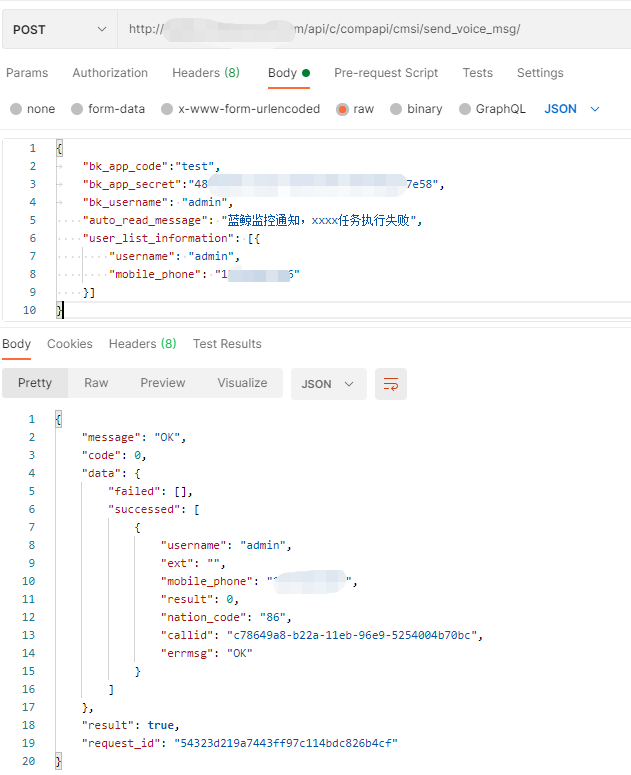 POST http:// m/api/c/compapi/cmsi/send_voice_msg/
Params Authorization Headers (8) Body Pre-request Script Tests Settings
none form-data x-www-form-urlencoded raw binary GraphQL JSON
1 {
2 "bk_app_code":"test",
3 "bk_app_secret":"48 7e58",
4 "bk_username": "admin",
5 "auto_read_message": "蓝鲸监控通知，xxxx任务执行失败",
6 "user_list_information": [{
7 "username": "admin",
8 "mobile_phone": "1 6"
9 }]
10 }
Body Cookies Headers (8) Test Results
Pretty Raw Preview Visualize JSON
1 {
2 "message": "OK",
3 "code": 0,
4 "data": {
5 "failed": [],
6 "successed": [
7 {
8 "username": "admin",
9 "ext": "",
10 "mobile_phone": " ",
11 "result": 0,
12 "nation_code": "86",
13 "callid": "c78649a8-b22a-11eb-96e9-5254004b70bc",
14 "errmsg": "OK"
15 }
16 ]
17 },
18 "result": true,
19 "request_id": "54323d219a7443ff97c114bdc826b4cf"
20 }